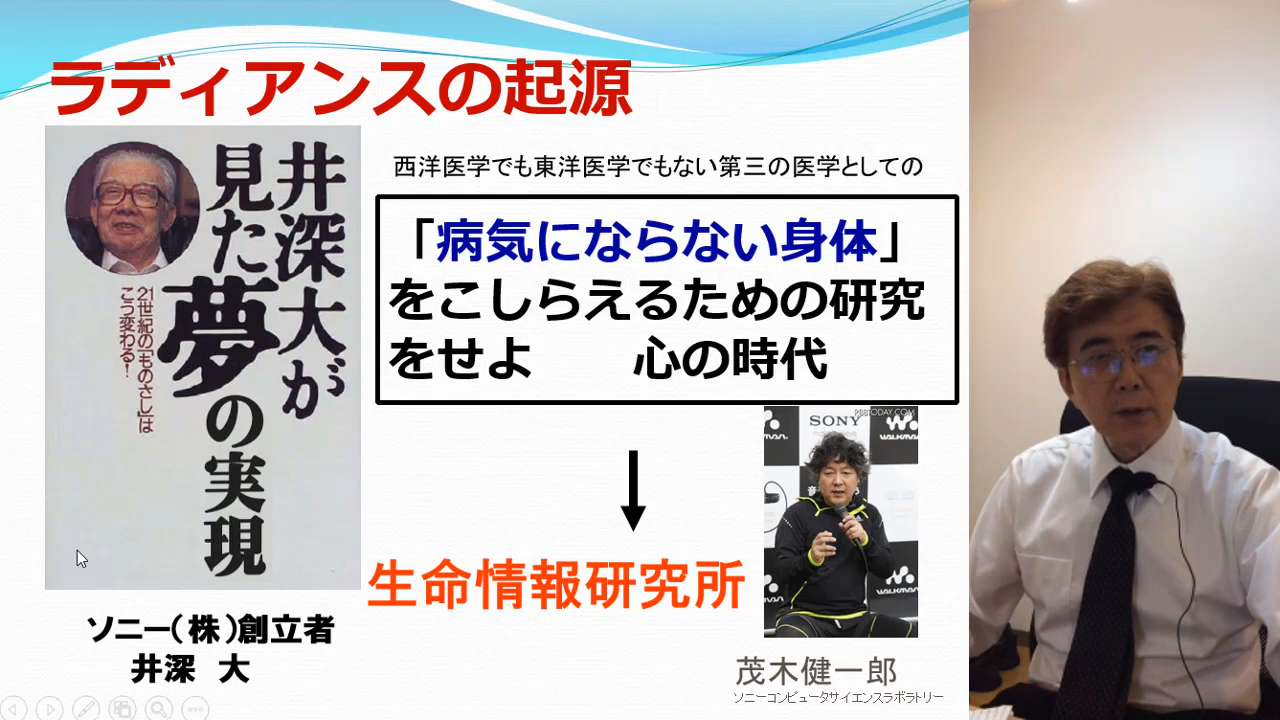 ラディアンスの起源
井深大が
見た夢の実現
21世紀の「ものさし」は
こう変わる!
ソニー(株)創立者
井深 大
西洋医学でも東洋医学でもない第三の医学としての
「病気にならない身体」
をこしらえるための研究
をせよ 心の時代
生命情報研究所
SONY
WALKMAN
茂木健一郎
ソニーコンピュータサイエンスラボラトリー